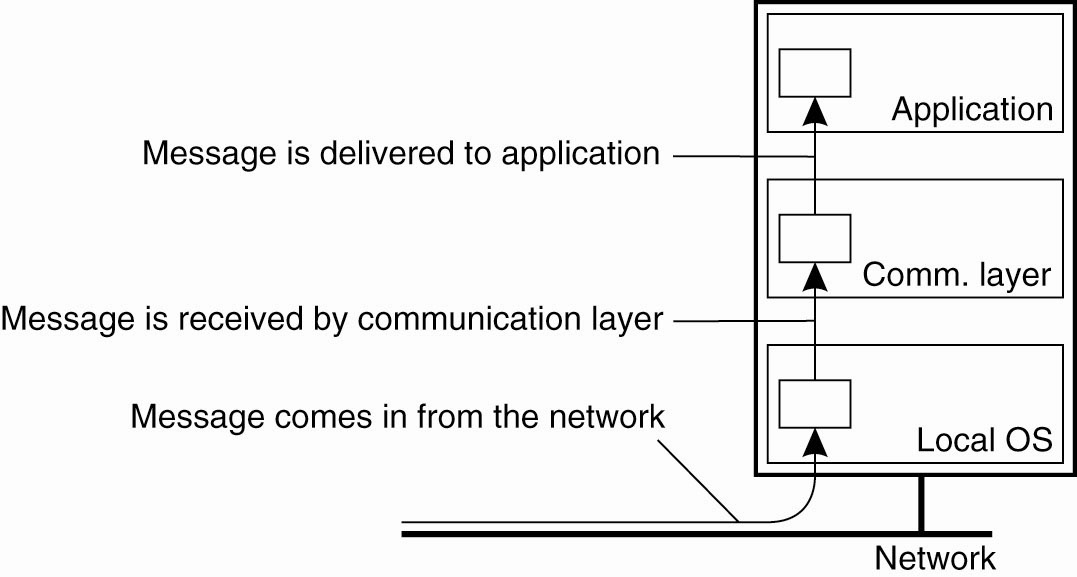 Application
Message is delivered to application
Comm. layer
Message is received by communication layer
Message comes in from the network
Local OS
Network